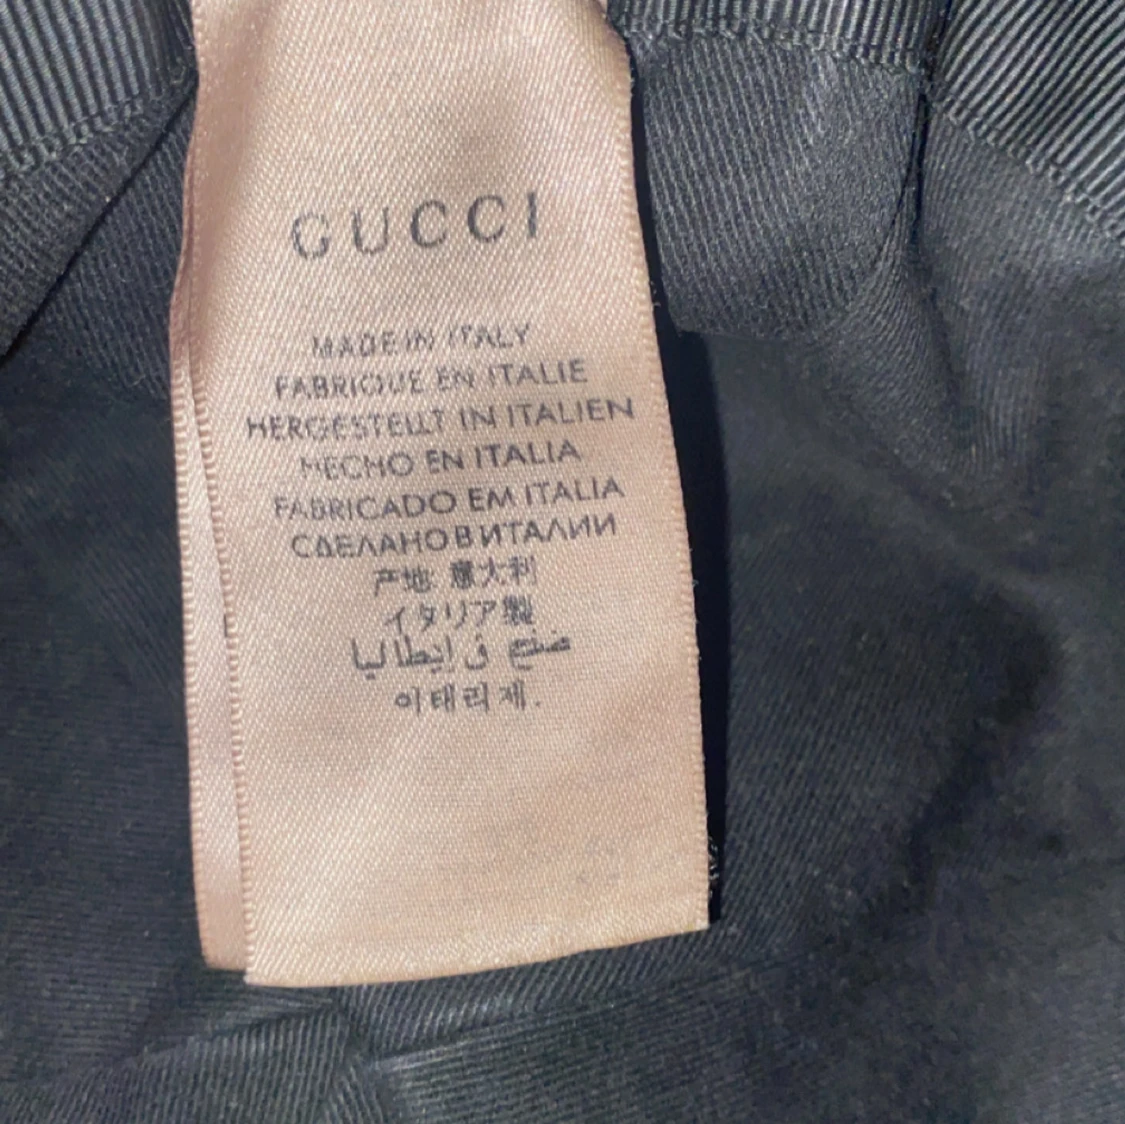 GUCCI
MADE IN ITALY
FABRIQUE EN ITALIE
HERGESTELLT IN ITALIEN
HECHO EN ITALIA
FABRICADO EM ITALIA
СДЕЛАНО В ИТАЛИИ
产地: 意大利
イタリア製
صنع في إيطاليا
이태리제.